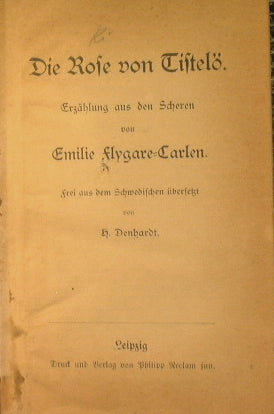 Die Rose von Tistelö.
Erzählung aus den Scheren
von
Emilie Flygare=Carlen.
Frei aus dem Schwedischen übersetzt
von
H. Denhardt.
Leipzig
Druck und Verlag von Philipp Reclam jun.